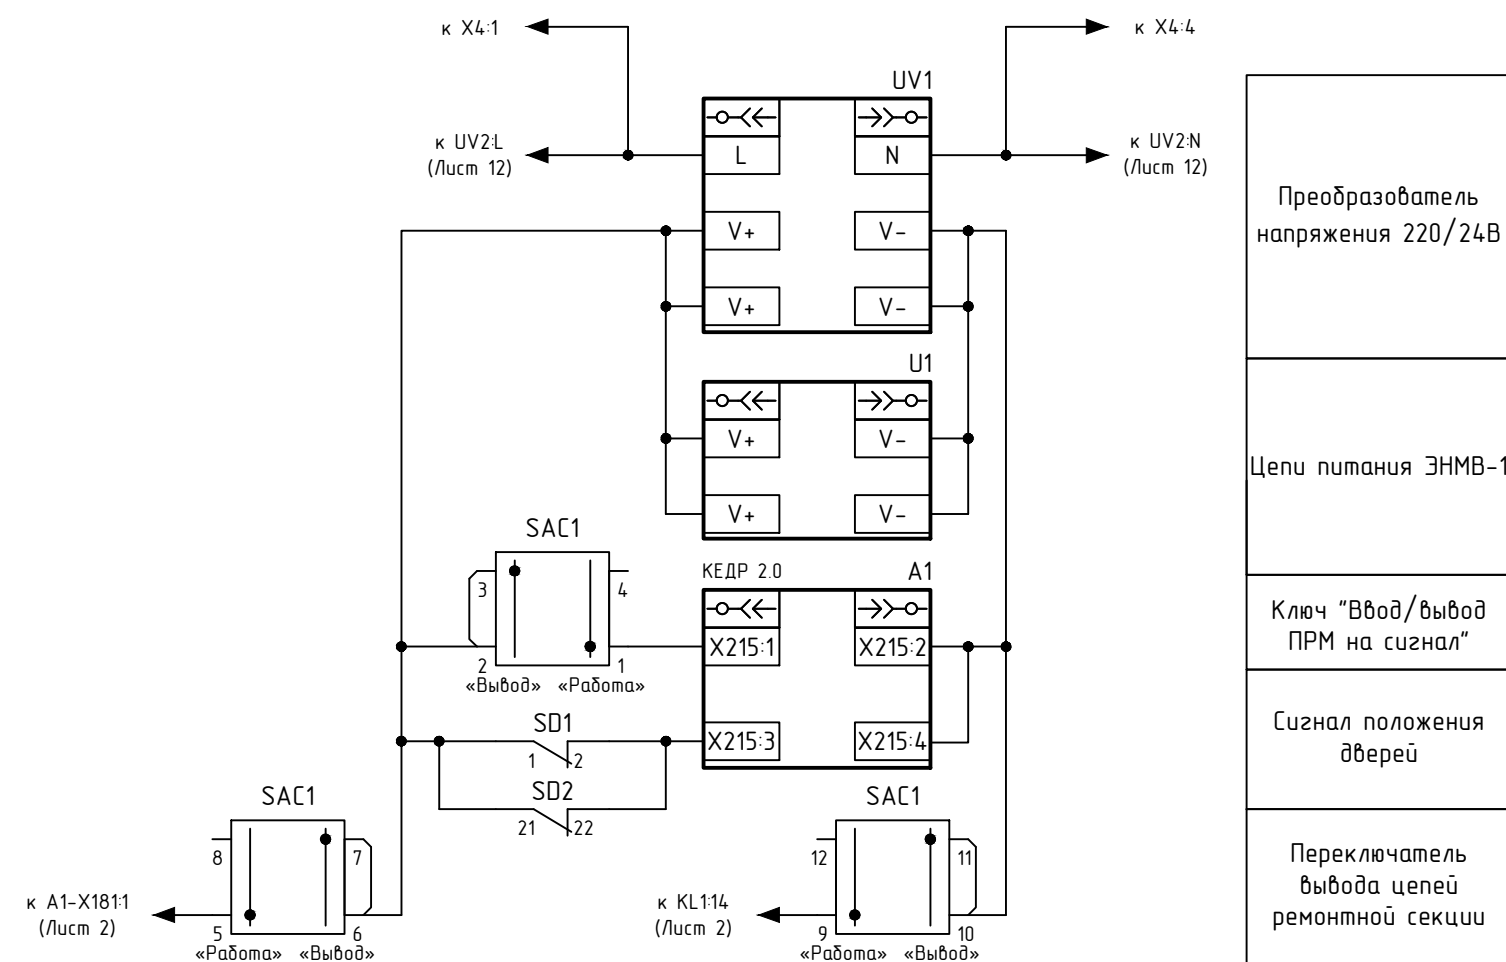 к X4:1
к X4:4
UV1
к UV2:L
(Лист 12)
L
N
к UV2:N
(Лист 12)
V+
V-
V+
V-
Преобразователь
напряжения 220/24В
U1
V+
V-
V+
V-
Цепи питания ЭНМВ-1
SAC1
3
4
2
1
«Вывод» «Работа»
КЕДР 2.0
A1
X215:1
X215:2
X215:3
X215:4
Ключ "Ввод/вывод
ПРМ на сигнал"
SD1
1 2
SD2
21 22
Сигнал положения
дверей
SAC1
8
7
5
6
«Работа» «Вывод»
к A1-X181:1
(Лист 2)
SAC1
12
11
9
10
«Работа» «Вывод»
к KL1:14
(Лист 2)
Переключатель
вывода цепей
ремонтной секции